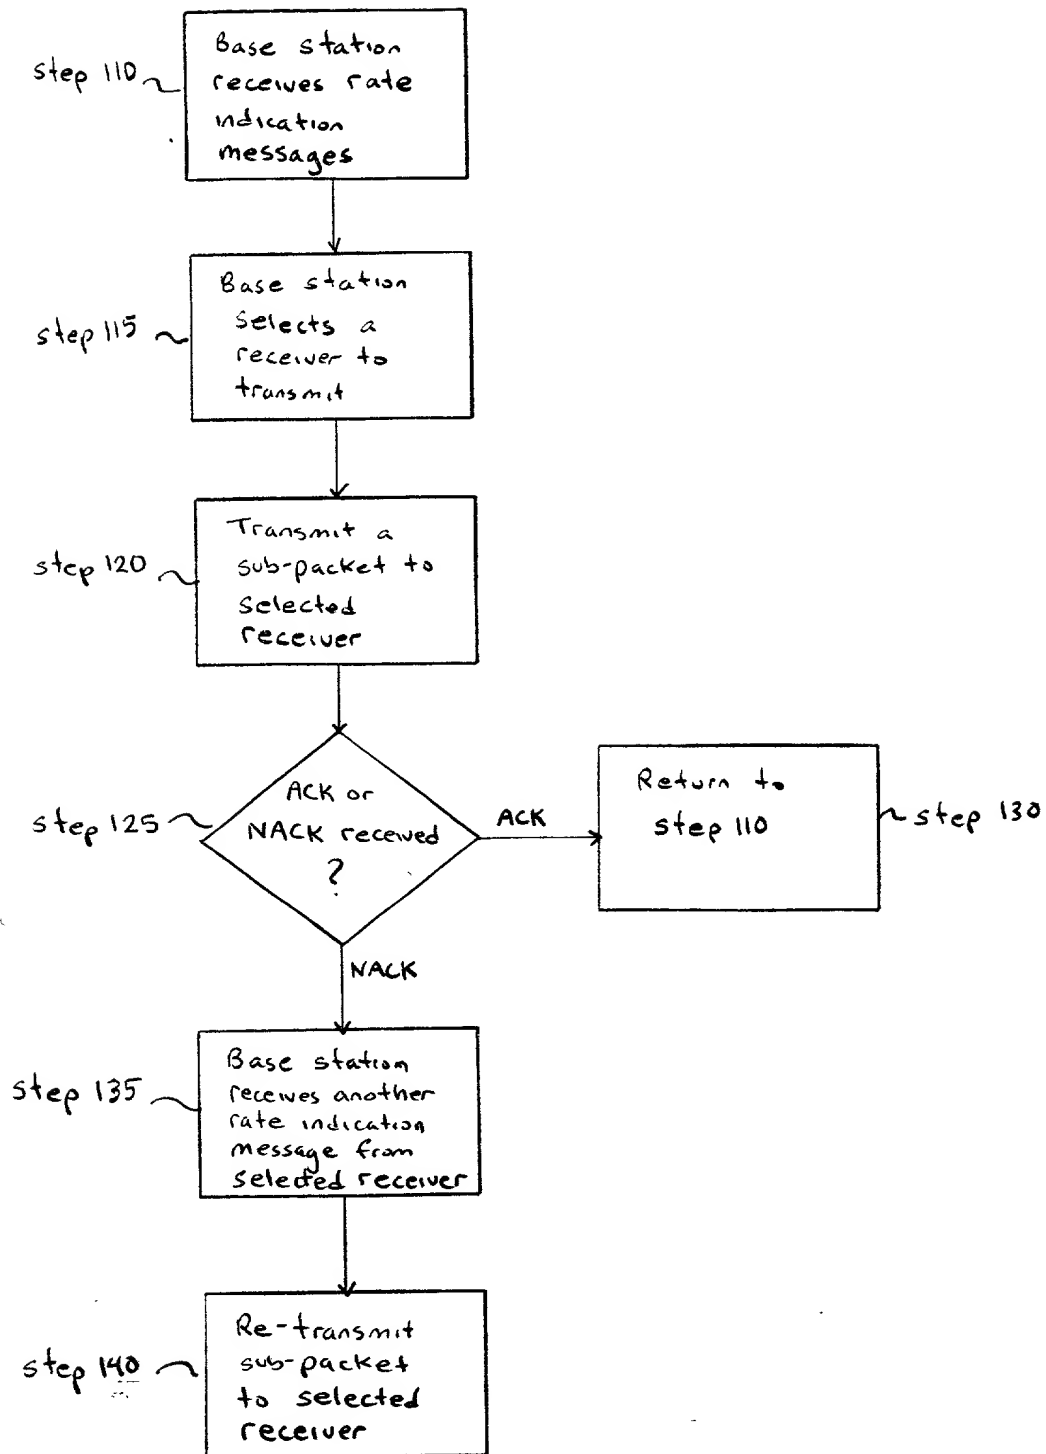 step 110
Base station
receives rate
indication
messages
step 115
Base station
selects a
receiver to
transmit
step 120
Transmit a
sub-packet to
selected
receiver
step 125
ACK or
NACK received
?
ACK
Return to
step 110
step 130
NACK
step 135
Base station
receives another
rate indication
message from
selected receiver
step 140
Re-transmit
sub-packet
to selected
receiver